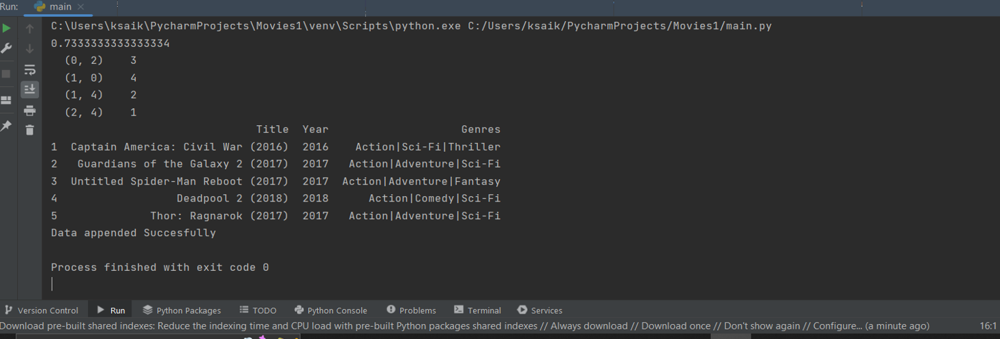 Run: main
C:\Users\ksaik\PycharmProjects\Movies1\venv\Scripts\python.exe C:/Users/ksaik/PycharmProjects/Movies1/main.py
0.7333333333333334
(0, 2) 3
(1, 0) 4
(1, 4) 2
(2, 4) 1
Title Year Genres
1 Captain America: Civil War (2016) 2016 Action|Sci-Fi|Thriller
2 Guardians of the Galaxy 2 (2017) 2017 Action|Adventure|Sci-Fi
3 Untitled Spider-Man Reboot (2017) 2017 Action|Adventure|Fantasy
4 Deadpool 2 (2018) 2018 Action|Comedy|Sci-Fi
5 Thor: Ragnarok (2017) 2017 Action|Adventure|Sci-Fi
Data appended Succesfully
Process finished with exit code 0
Version Control Run Python Packages TODO Python Console Problems Terminal Services
Download pre-built shared indexes: Reduce the indexing time and CPU load with pre-built Python packages shared indexes // Always download // Download once // Don't show again // Configure... (a minute ago) 16:1